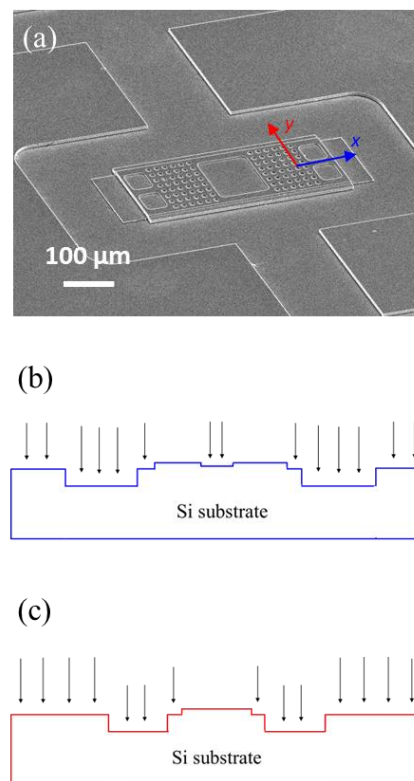 (a)
y
x
100 μm
(b)
Si substrate
(c)
Si substrate